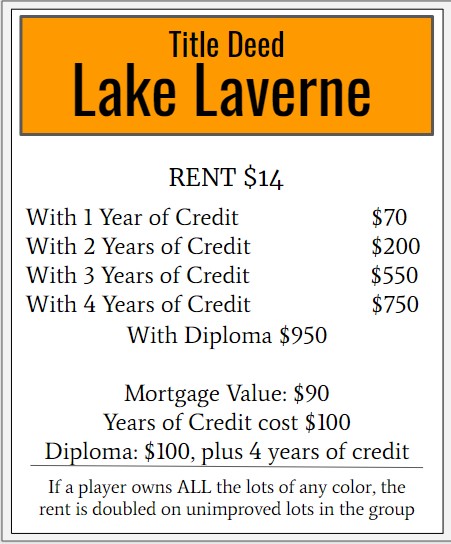 Title Deed
Lake Laverne
RENT $14
With 1 Year of Credit $70
With 2 Years of Credit $200
With 3 Years of Credit $550
With 4 Years of Credit $750
With Diploma $950
Mortgage Value: $90
Years of Credit cost $100
Diploma: $100, plus 4 years of credit
If a player owns ALL the lots of any color, the
rent is doubled on unimproved lots in the group